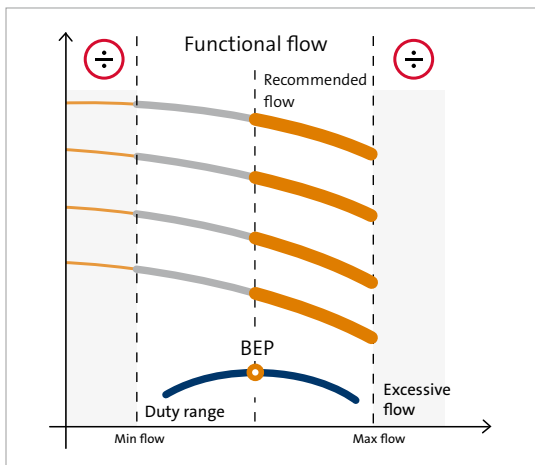 Functional flow
÷
÷
Recommended
flow
BEP
Duty range
Excessive
flow
Min flow
Max flow